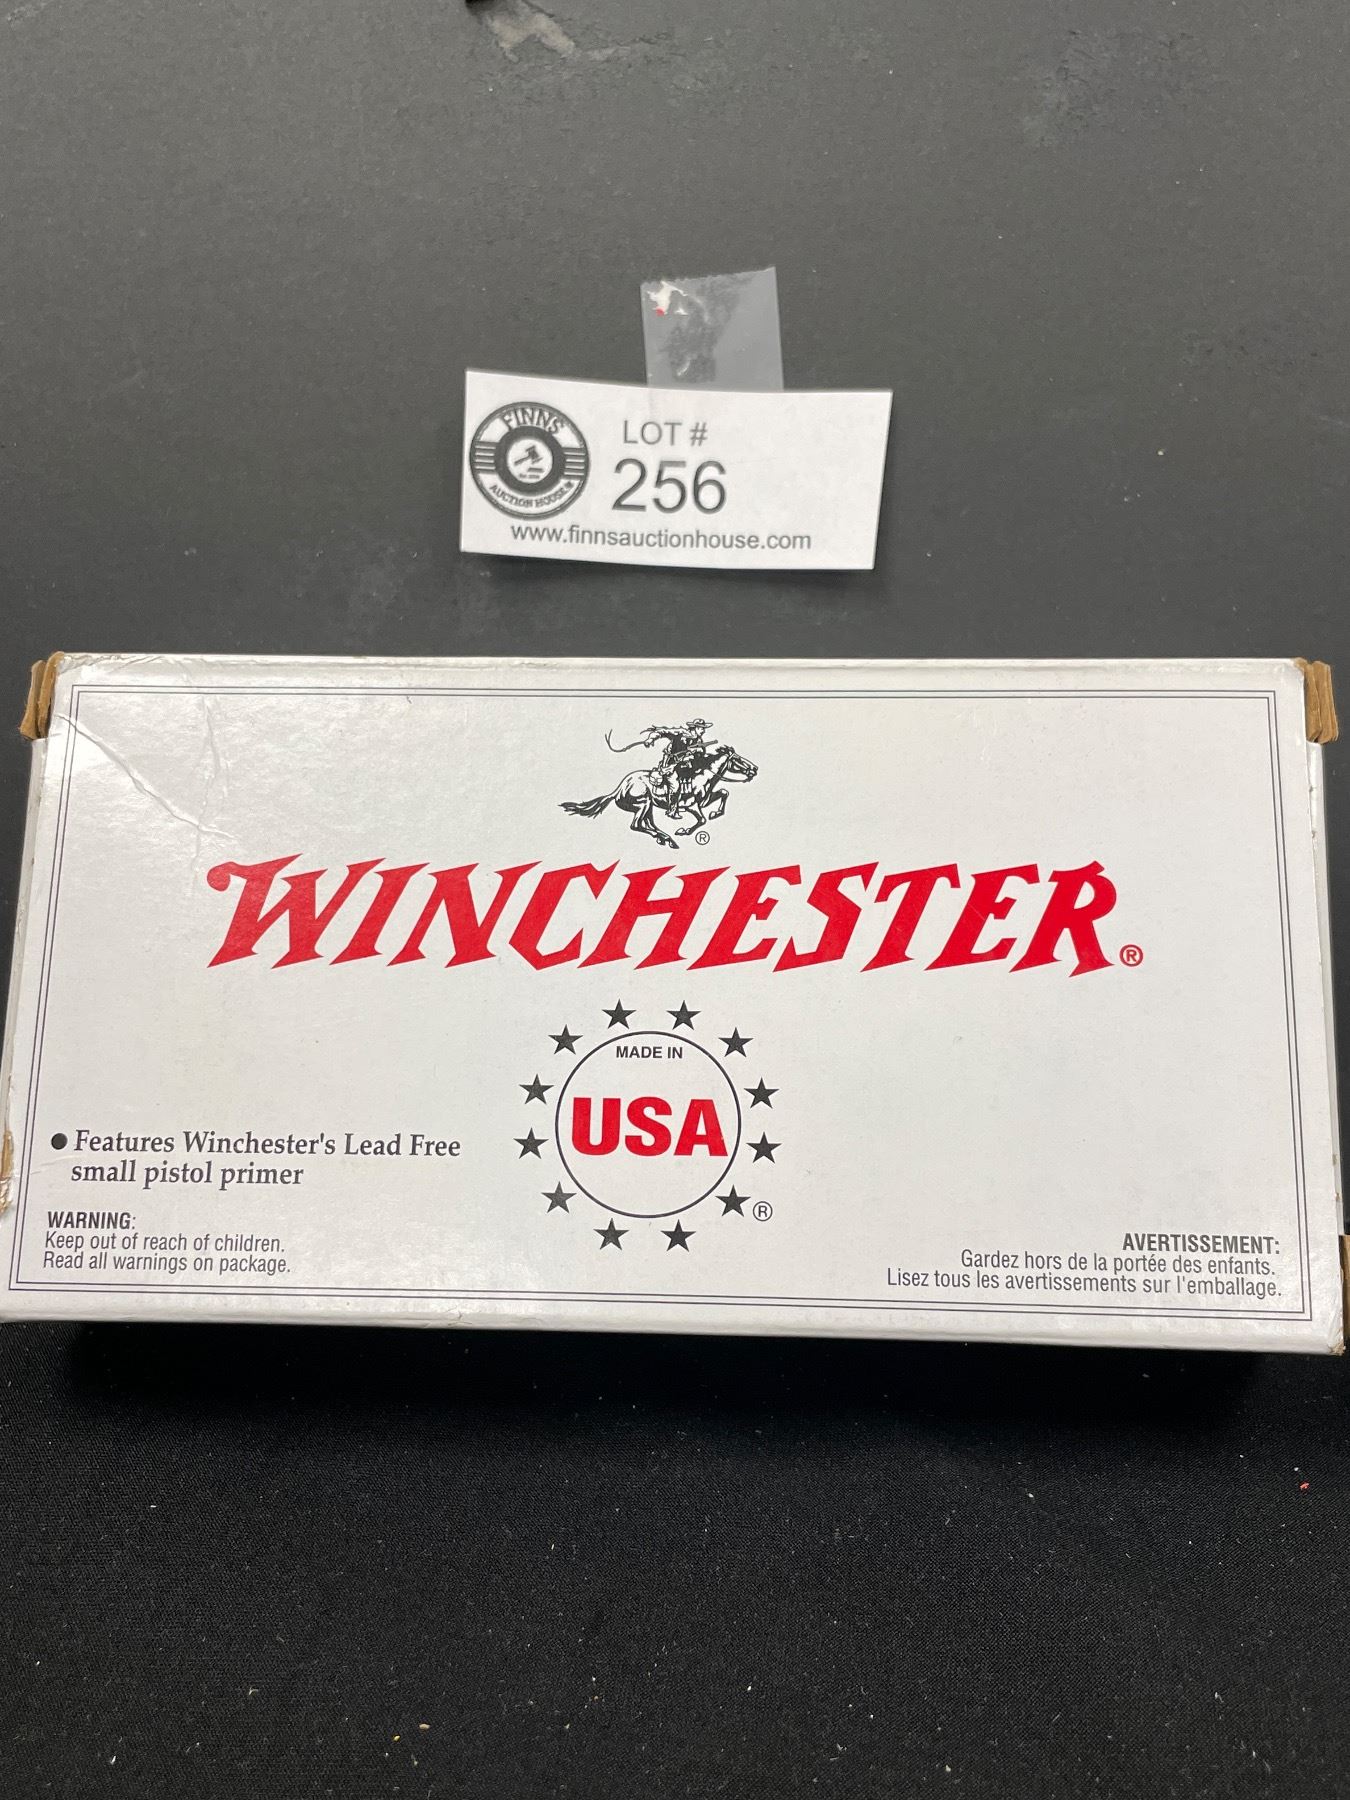 FINNS
AUCTION HOUSE
LOT #
256
www.finnsauctionhouse.com
®
WINCHESTER®
MADE IN
USA
®
● Features Winchester's Lead Free
small pistol primer
WARNING:
Keep out of reach of children.
Read all warnings on package.
AVERTISSEMENT:
Gardez hors de la portée des enfants.
Lisez tous les avertissements sur l'emballage.